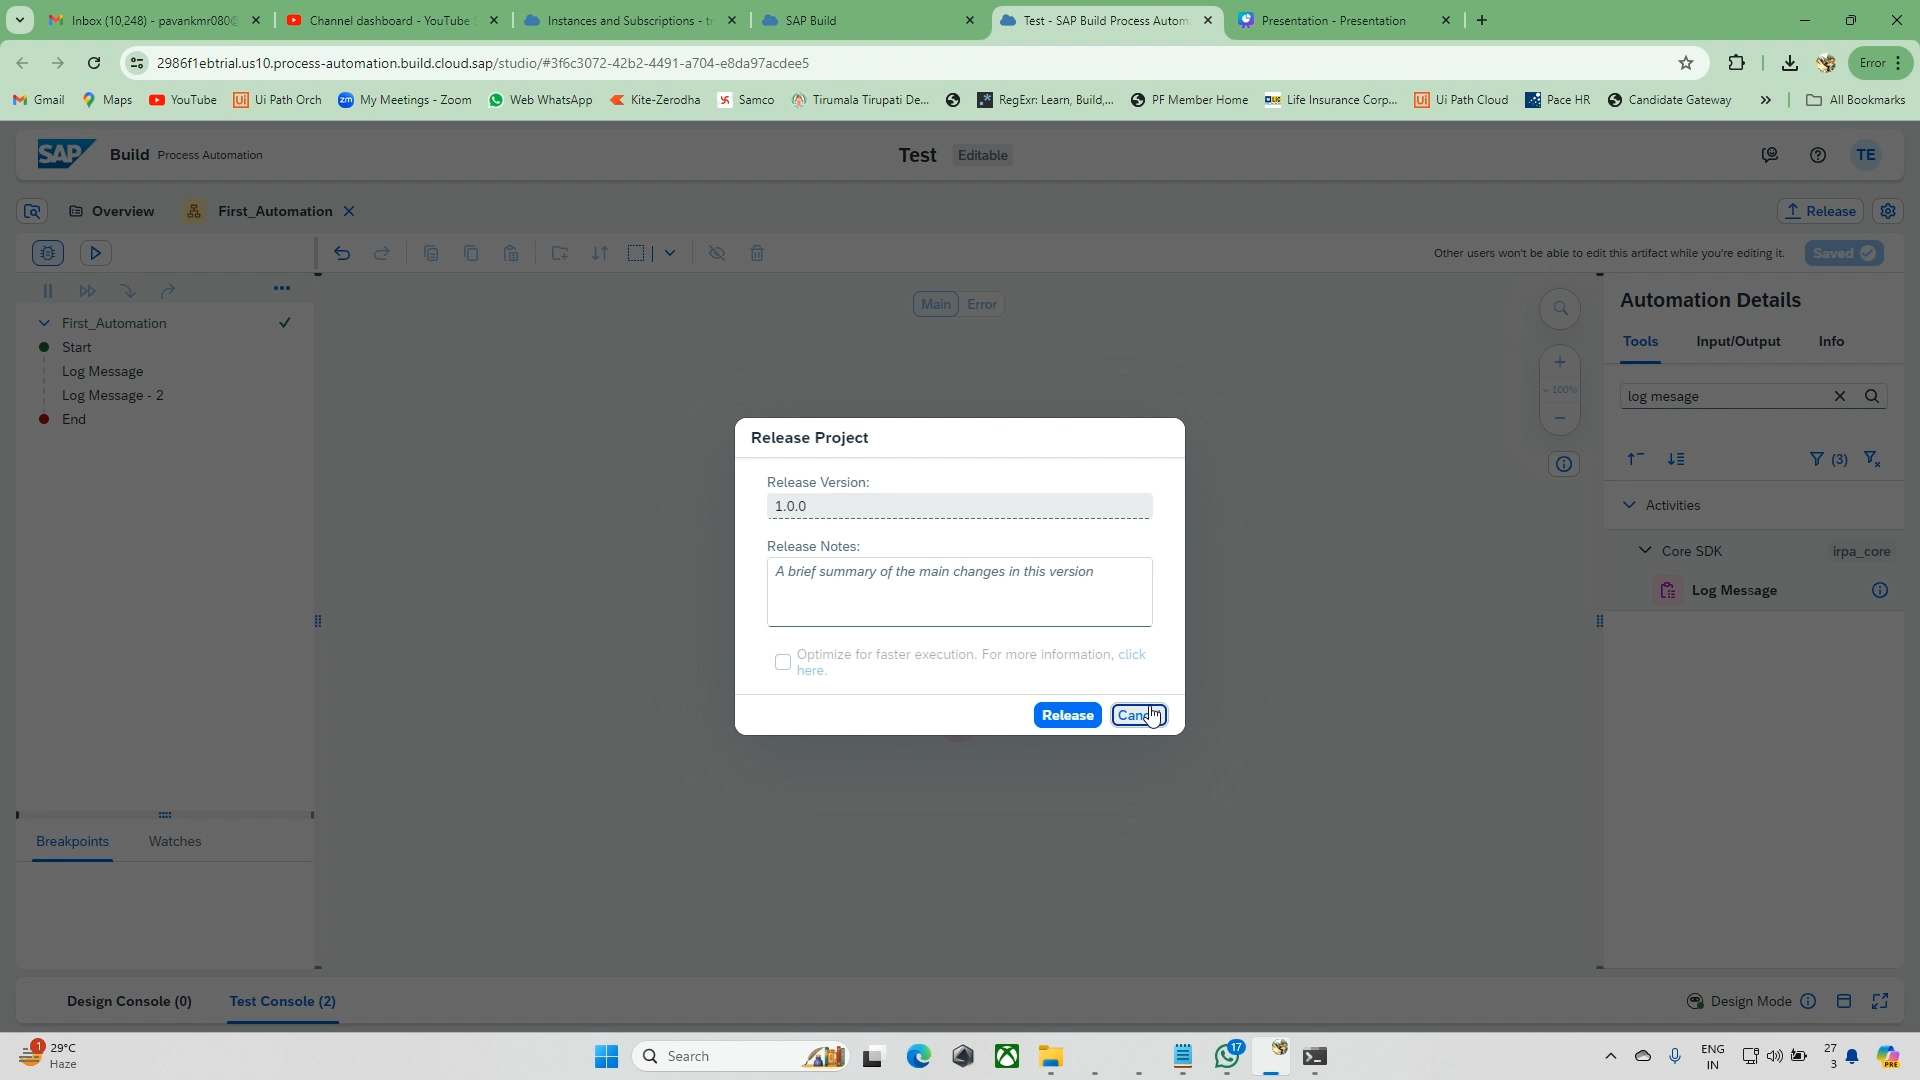 Inbox (10,248) - pavankmr080@
Channel dashboard - YouTube S
Instances and Subscriptions - tr
SAP Build
Test - SAP Build Process Autom
Presentation - Presentation
2986f1ebtrial.us10.process-automation.build.cloud.sap/studio/#3f6c3072-42b2-4491-a704-e8da97acdee5
Error
Gmail
Maps
YouTube
Ui Path Orch
My Meetings - Zoom
Web WhatsApp
Kite-Zerodha
Samco
Tirumala Tirupati De...
RegExr: Learn, Build,...
PF Member Home
Life Insurance Corp...
Ui Path Cloud
Pace HR
Candidate Gateway
»
All Bookmarks
SAP Build Process Automation
Test Editable
TE
Overview
First_Automation
Release
Other users won't be able to edit this artifact while you're editing it.
Saved
First_Automation
Start
Log Message
Log Message - 2
End
Main Error
100%
Automation Details
Tools Input/Output Info
log mesage
(3)
Activities
Core SDK irpa_core
Log Message
Release Project
Release Version:
1.0.0
Release Notes:
A brief summary of the main changes in this version
Optimize for faster execution. For more information, click
here.
Release
Breakpoints Watches
Design Console (0) Test Console (2)
Design Mode
1
29°C
Haze
Search
17
ENG
IN
27
3
PRE